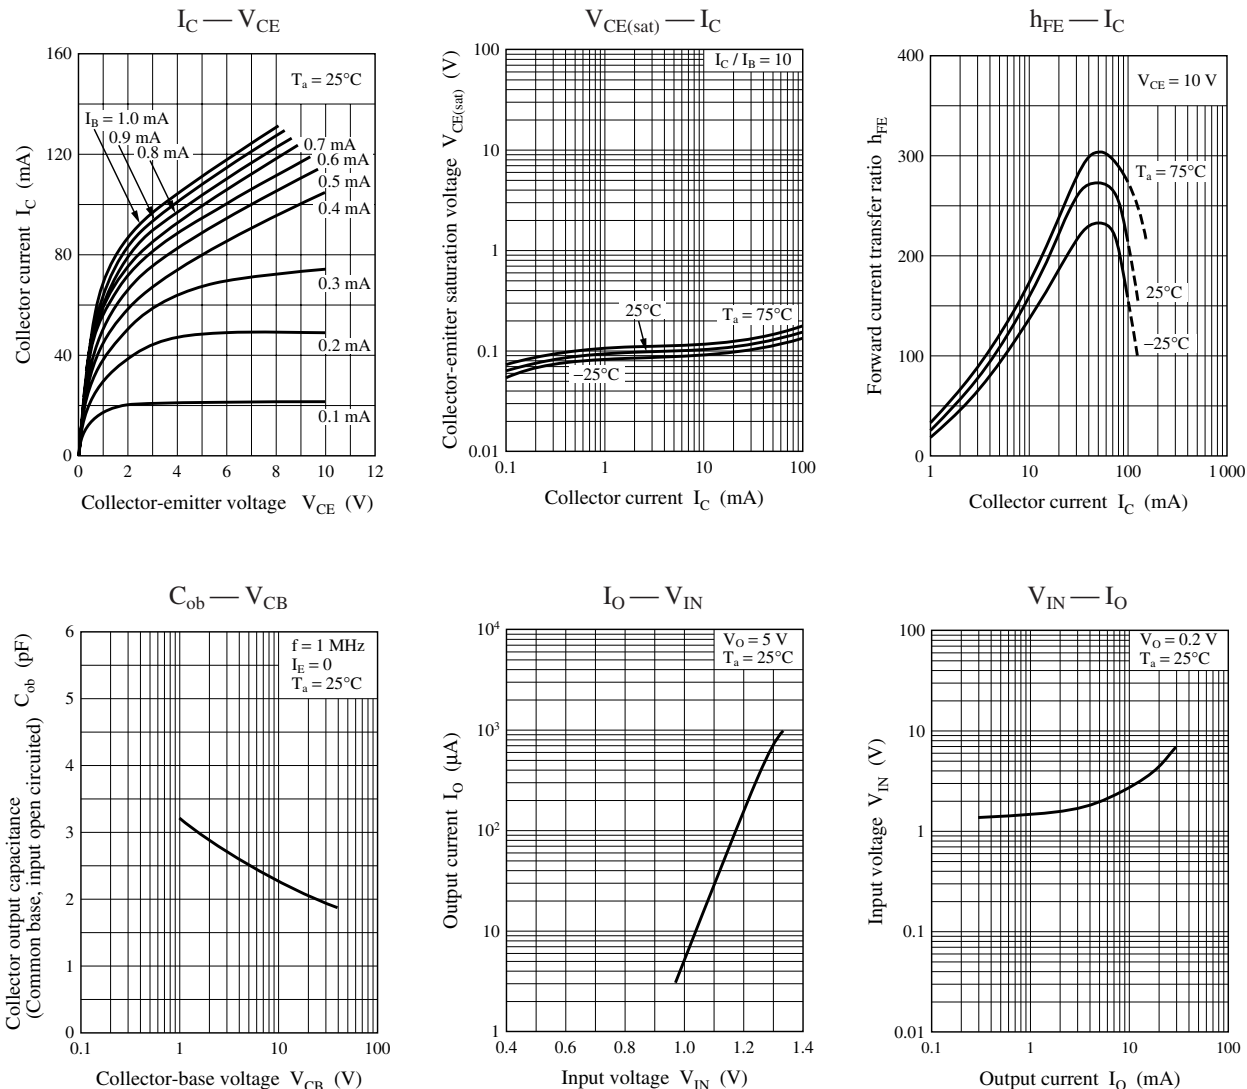 I_C — V_CE
160
120
80
40
0
0 2 4 6 8 10 12
Collector current I_C (mA)
Collector-emitter voltage V_CE (V)
T_a = 25°C
I_B = 1.0 mA
0.9 mA
0.8 mA
0.7 mA
0.6 mA
0.5 mA
0.4 mA
0.3 mA
0.2 mA
0.1 mA
V_CE(sat) — I_C
100
10
1
0.1
0.01
0.1 1 10 100
Collector-emitter saturation voltage V_CE(sat) (V)
Collector current I_C (mA)
I_C / I_B = 10
25°C
T_a = 75°C
−25°C
h_FE — I_C
400
300
200
100
0
1 10 100 1 000
Forward current transfer ratio h_FE
Collector current I_C (mA)
V_CE = 10 V
T_a = 75°C
25°C
−25°C
C_ob — V_CB
6
5
4
3
2
1
0
0.1 1 10 100
Collector output capacitance
(Common base, input open circuited) C_ob (pF)
Collector-base voltage V_CB (V)
f = 1 MHz
I_E = 0
T_a = 25°C
I_O — V_IN
10⁴
10³
10²
10
1
0.4 0.6 0.8 1.0 1.2 1.4
Output current I_O (μA)
Input voltage V_IN (V)
V_O = 5 V
T_a = 25°C
V_IN — I_O
100
10
1
0.1
0.01
0.1 1 10 100
Input voltage V_IN (V)
Output current I_O (mA)
V_O = 0.2 V
T_a = 25°C